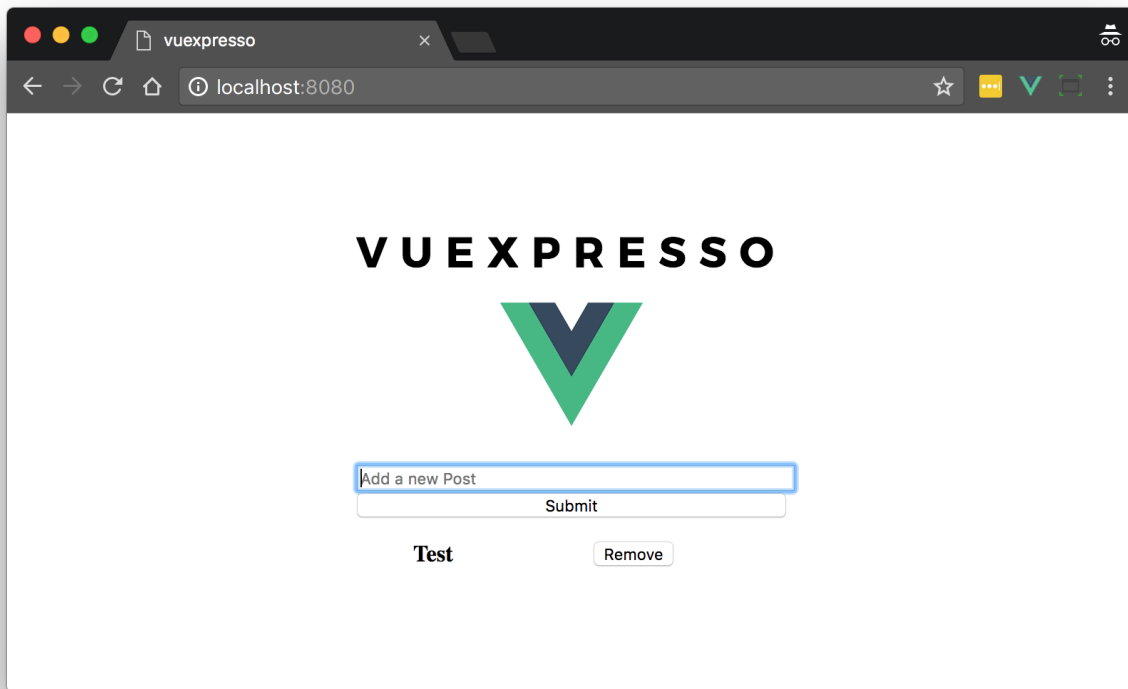 vuexpresso
localhost:8080
VUEXPRESSO
Add a new Post
Submit
Test Remove